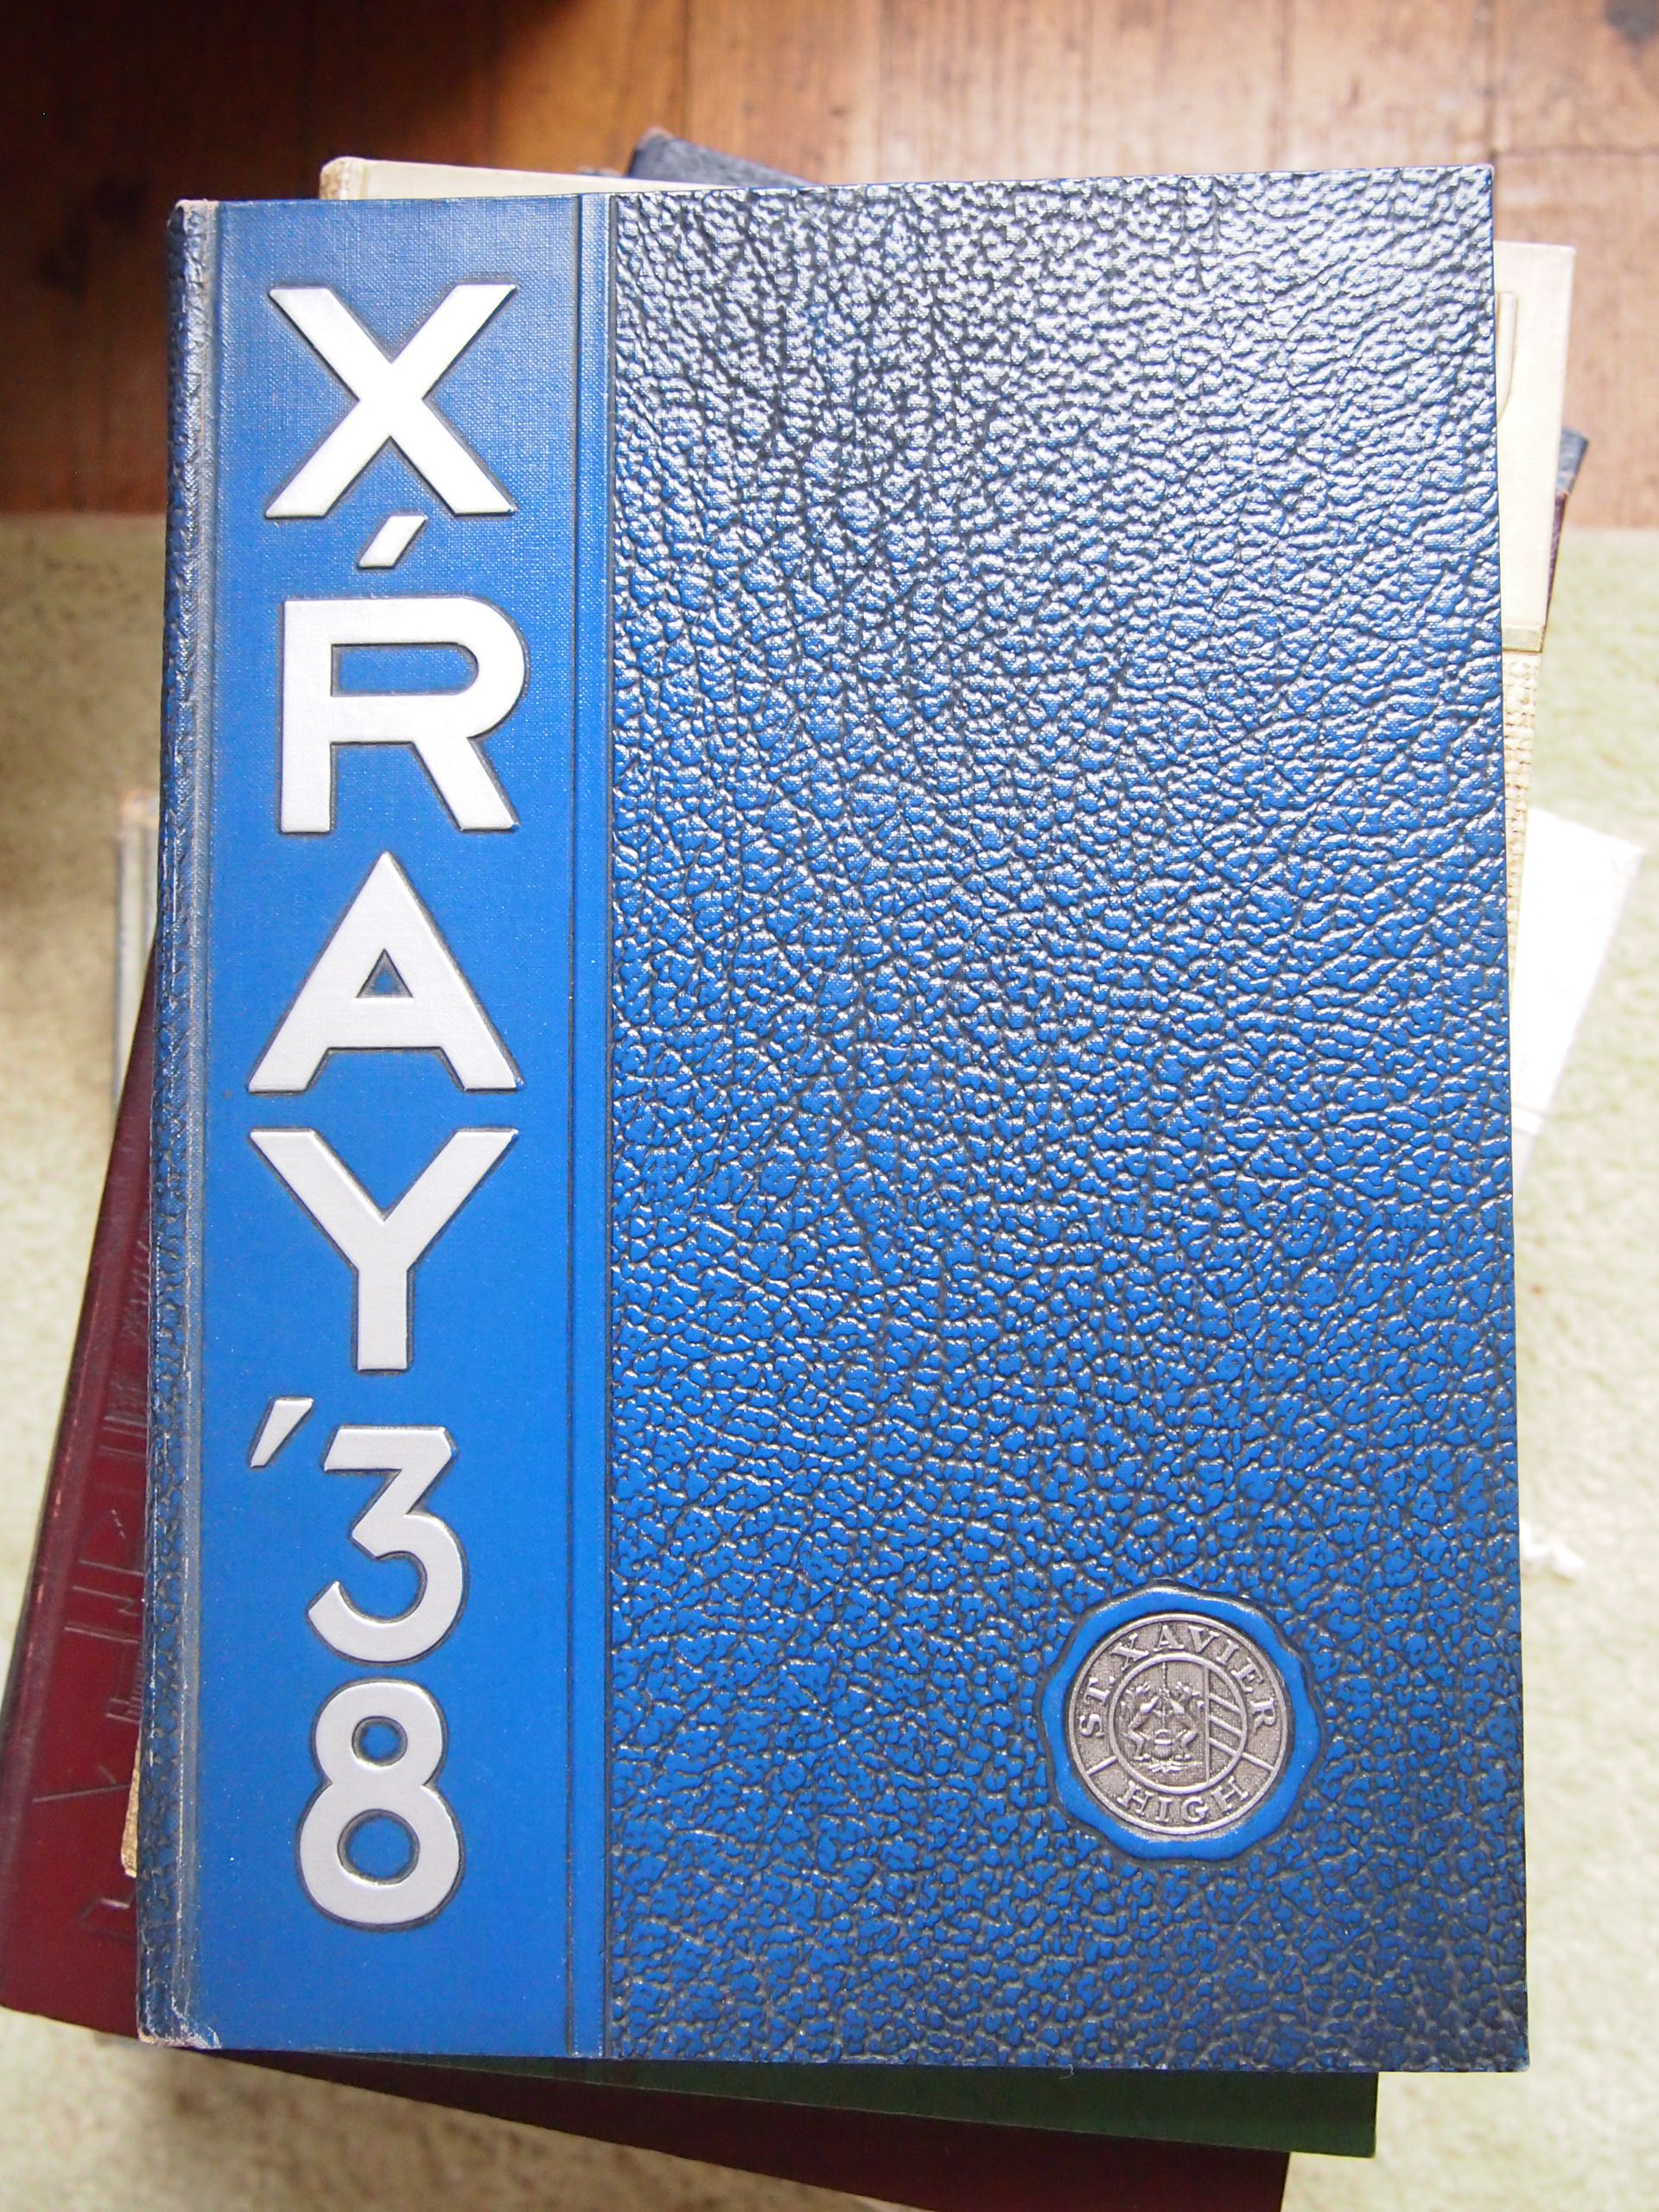 X'RAY '38
ST. XAVIER
HIGH